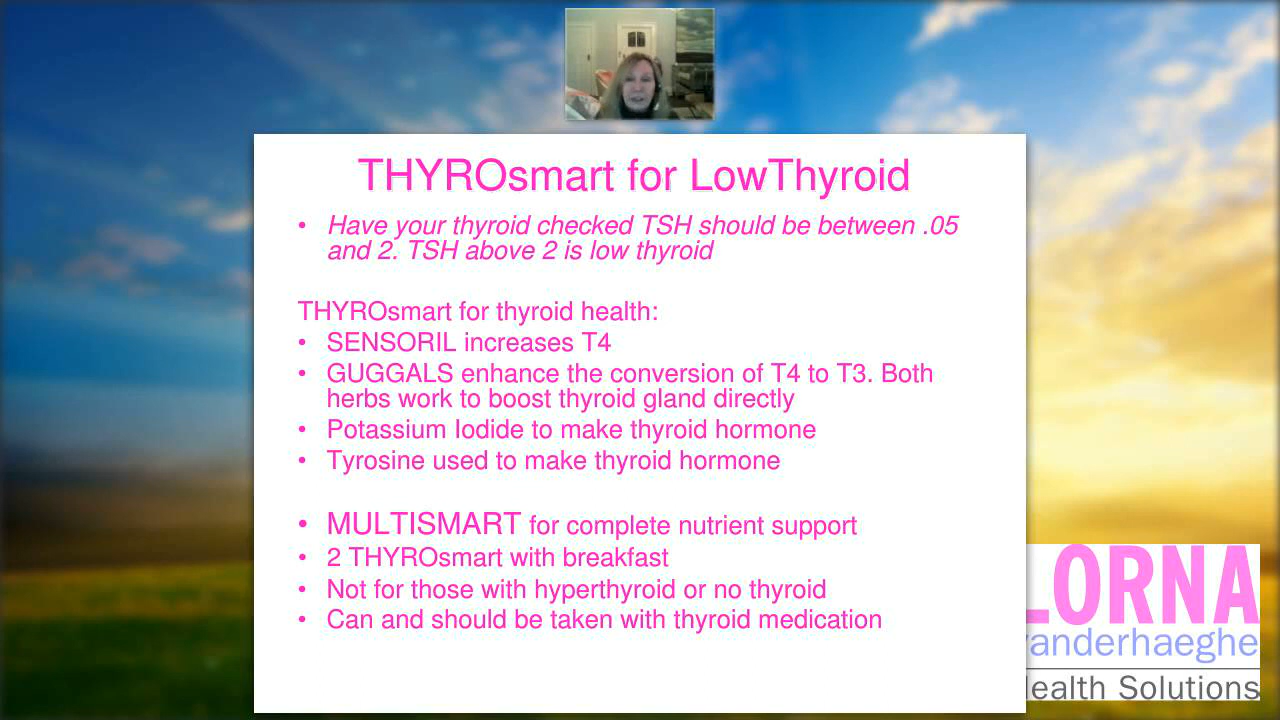 THYROsmart for LowThyroid
• Have your thyroid checked TSH should be between .05
and 2. TSH above 2 is low thyroid
THYROsmart for thyroid health:
• SENSORIL increases T4
• GUGGALS enhance the conversion of T4 to T3. Both
herbs work to boost thyroid gland directly
• Potassium Iodide to make thyroid hormone
• Tyrosine used to make thyroid hormone
• MULTISMART for complete nutrient support
• 2 THYROsmart with breakfast
• Not for those with hyperthyroid or no thyroid
• Can and should be taken with thyroid medication
LORNA
vanderhaeghe
Health Solutions